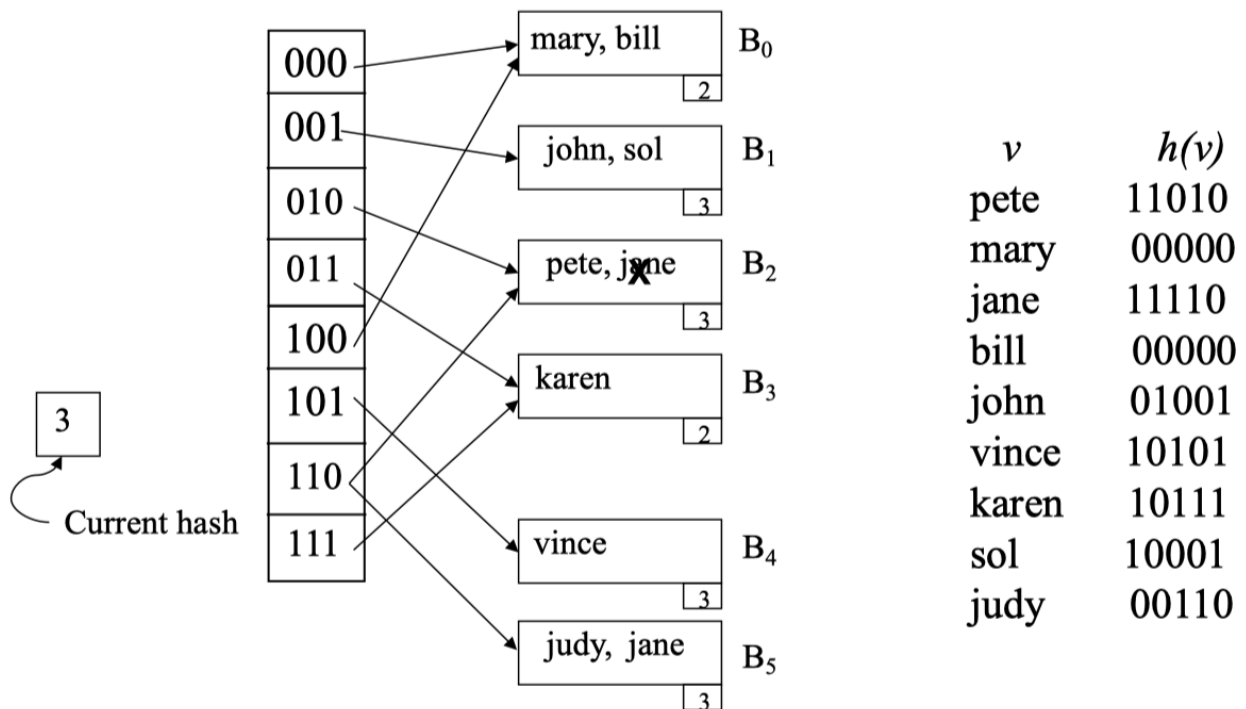 000
001
010
011
100
101
110
111
3
Current hash
mary, bill
2
B₀
john, sol
3
B₁
pete, jane
x
3
B₂
karen
2
B₃
vince
3
B₄
judy, jane
3
B₅
v h(v)
pete 11010
mary 00000
jane 11110
bill 00000
john 01001
vince 10101
karen 10111
sol 10001
judy 00110